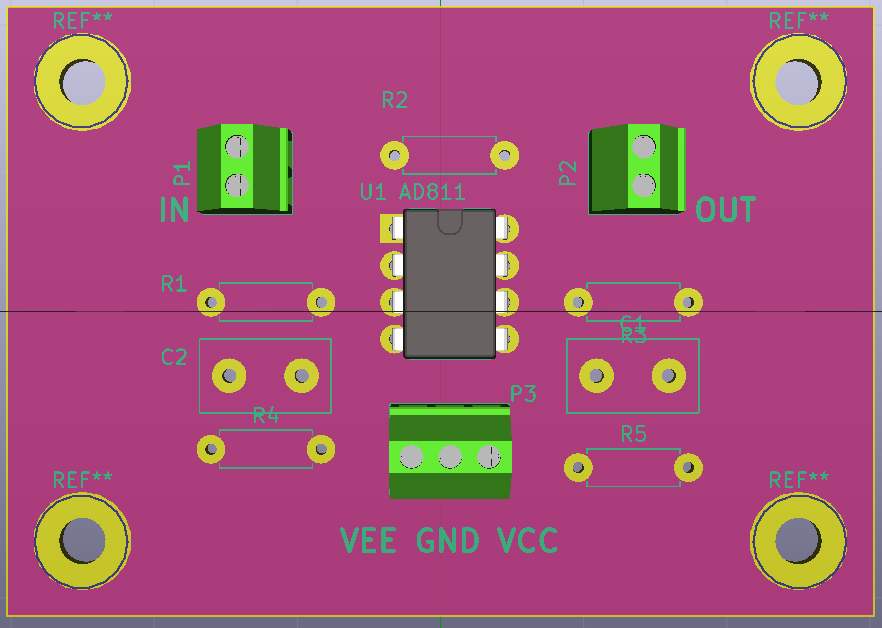 REF**
REF**
R2
P1
P2
U1 AD811
IN
OUT
R1
C1
R3
C2
P3
R4
R5
REF**
REF**
VEE GND VCC